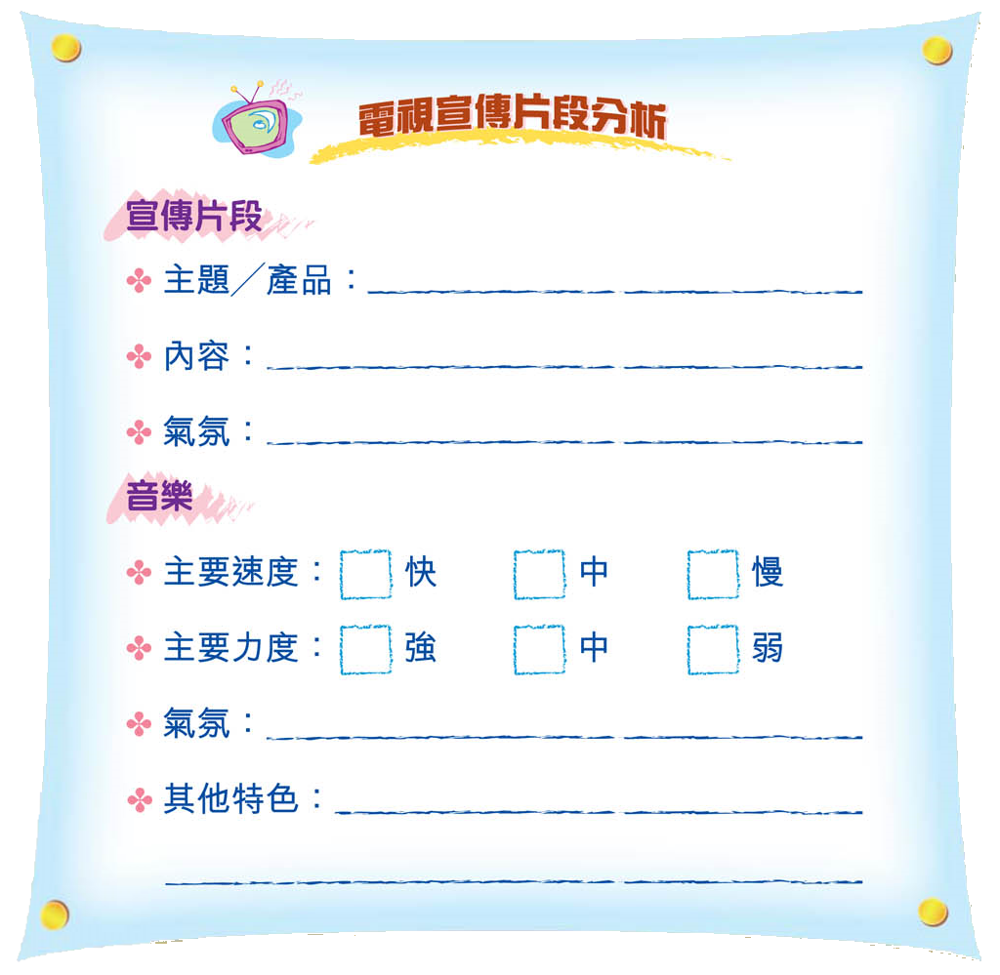 電視宣傳片段分析
宣傳片段
主題／產品：
內容：
氣氛：
音樂
主要速度： 快 中 慢
主要力度： 強 中 弱
氣氛：
其他特色：